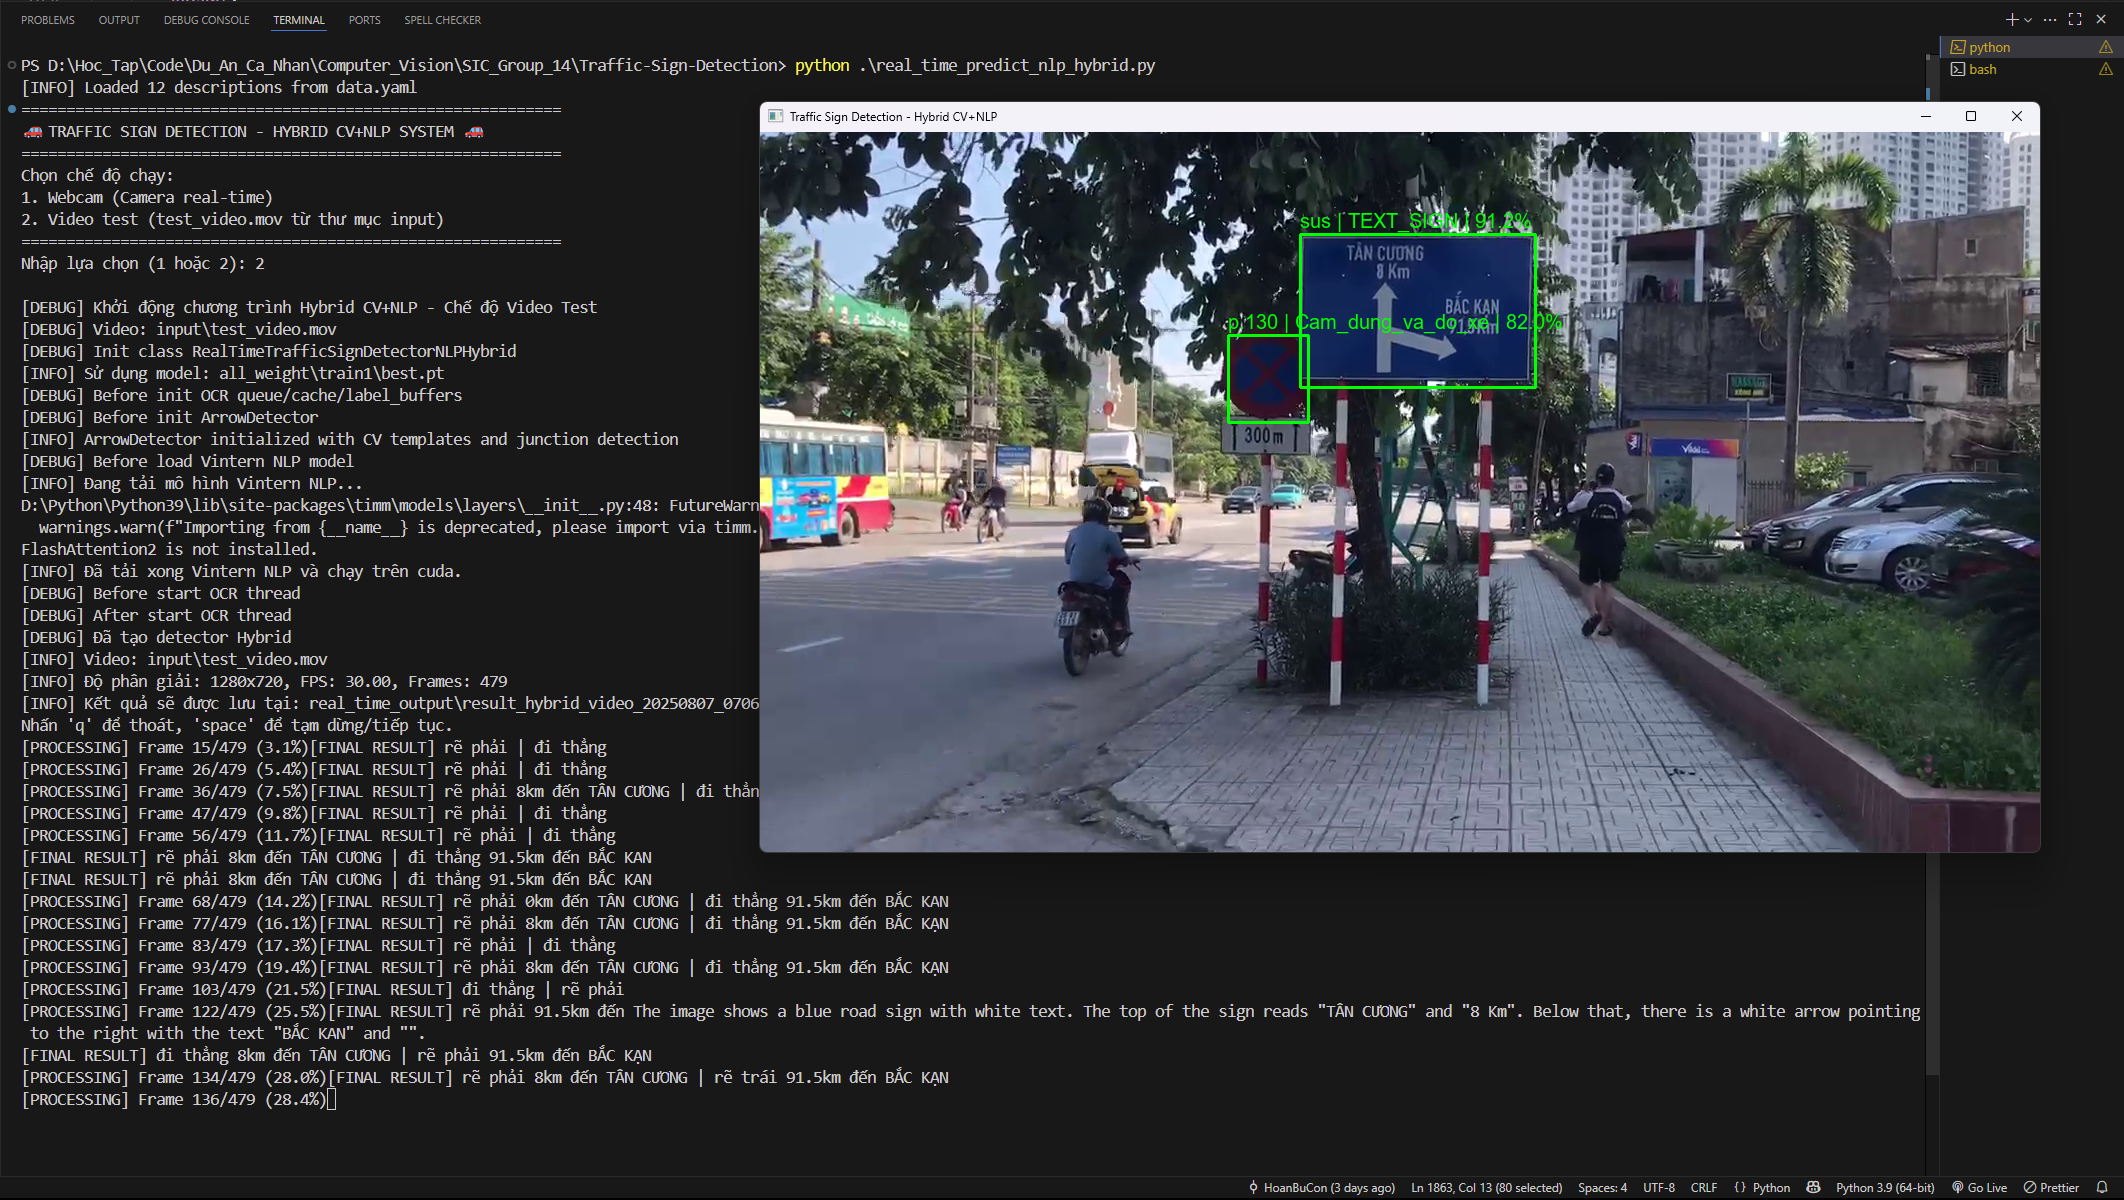 PROBLEMS OUTPUT DEBUG CONSOLE TERMINAL PORTS SPELL CHECKER
PS D:\Hoc_Tap\Code\Du_An_Ca_Nhan\Computer_Vision\SIC_Group_14\Traffic-Sign-Detection> python .\real_time_predict_nlp_hybrid.py
[INFO] Loaded 12 descriptions from data.yaml
============================================================
🚗 TRAFFIC SIGN DETECTION - HYBRID CV+NLP SYSTEM 🚗
============================================================
Chọn chế độ chạy:
1. Webcam (Camera real-time)
2. Video test (test_video.mov từ thư mục input)
============================================================
Nhập lựa chọn (1 hoặc 2): 2
[DEBUG] Khởi động chương trình Hybrid CV+NLP - Chế độ Video Test
[DEBUG] Video: input\test_video.mov
[DEBUG] Init class RealTimeTrafficSignDetectorNLPHybrid
[INFO] Sử dụng model: all_weight\train1\best.pt
[DEBUG] Before init OCR queue/cache/label_buffers
[DEBUG] Before init ArrowDetector
[INFO] ArrowDetector initialized with CV templates and junction detection
[DEBUG] Before load Vintern NLP model
[INFO] Đang tải mô hình Vintern NLP...
D:\Python\Python39\lib\site-packages\timm\models\layers\__init__.py:48: FutureWarn
warnings.warn(f"Importing from {__name__} is deprecated, please import via timm.
FlashAttention2 is not installed.
[INFO] Đã tải xong Vintern NLP và chạy trên cuda.
[DEBUG] Before start OCR thread
[DEBUG] After start OCR thread
[DEBUG] Đã tạo detector Hybrid
[INFO] Video: input\test_video.mov
[INFO] Độ phân giải: 1280x720, FPS: 30.00, Frames: 479
[INFO] Kết quả sẽ được lưu tại: real_time_output\result_hybrid_video_20250807_0706
Nhấn 'q' để thoát, 'space' để tạm dừng/tiếp tục.
[PROCESSING] Frame 15/479 (3.1%)[FINAL RESULT] rẽ phải | đi thẳng
[PROCESSING] Frame 26/479 (5.4%)[FINAL RESULT] rẽ phải | đi thẳng
[PROCESSING] Frame 36/479 (7.5%)[FINAL RESULT] rẽ phải 8km đến TÂN CƯƠNG | đi thẳn
[PROCESSING] Frame 47/479 (9.8%)[FINAL RESULT] rẽ phải | đi thẳng
[PROCESSING] Frame 56/479 (11.7%)[FINAL RESULT] rẽ phải | đi thẳng
[FINAL RESULT] rẽ phải 8km đến TÂN CƯƠNG | đi thẳng 91.5km đến BẮC KAN
[FINAL RESULT] rẽ phải 8km đến TÂN CƯƠNG | đi thẳng 91.5km đến BẮC KAN
[PROCESSING] Frame 68/479 (14.2%)[FINAL RESULT] rẽ phải 0km đến TÂN CƯƠNG | đi thẳng 91.5km đến BẮC KAN
[PROCESSING] Frame 77/479 (16.1%)[FINAL RESULT] rẽ phải 8km đến TÂN CƯƠNG | đi thẳng 91.5km đến BẮC KAN
[PROCESSING] Frame 83/479 (17.3%)[FINAL RESULT] rẽ phải | đi thẳng
[PROCESSING] Frame 93/479 (19.4%)[FINAL RESULT] rẽ phải 8km đến TÂN CƯƠNG | đi thẳng 91.5km đến BẮC KẠN
[PROCESSING] Frame 103/479 (21.5%)[FINAL RESULT] đi thẳng | rẽ phải
[PROCESSING] Frame 122/479 (25.5%)[FINAL RESULT] rẽ phải 91.5km đến The image shows a blue road sign with white text. The top of the sign reads "TÂN CƯƠNG" and "8 Km". Below that, there is a white arrow pointing
to the right with the text "BẮC KAN" and "".
[FINAL RESULT] đi thẳng 8km đến TÂN CƯƠNG | rẽ phải 91.5km đến BẮC KẠN
[PROCESSING] Frame 134/479 (28.0%)[FINAL RESULT] rẽ phải 8km đến TÂN CƯƠNG | rẽ trái 91.5km đến BẮC KẠN
[PROCESSING] Frame 136/479 (28.4%)
python
bash
Traffic Sign Detection - Hybrid CV+NLP
sus | TEXT_SIGN | 91.2%
TÂN CƯƠNG
8 Km
BẮC KẠN
p.130 | Cam_dung_va_do_xe | 82.0%
300m
MASSAGE
Vikki
HoanBuCon (3 days ago) Ln 1863, Col 13 (80 selected) Spaces: 4 UTF-8 CRLF {} Python Python 3.9 (64-bit) Go Live Prettier